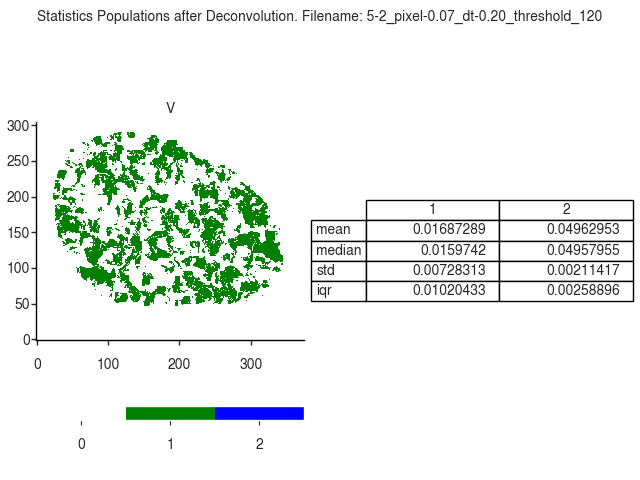 Statistics Populations after Deconvolution. Filename: 5-2_pixel-0.07_dt-0.20_threshold_120
V
300
250
200
150
100
50
0
0 100 200 300
0 1 2
1 2
mean 0.01687289 0.04962953
median 0.0159742 0.04957955
std 0.00728313 0.00211417
iqr 0.01020433 0.00258896